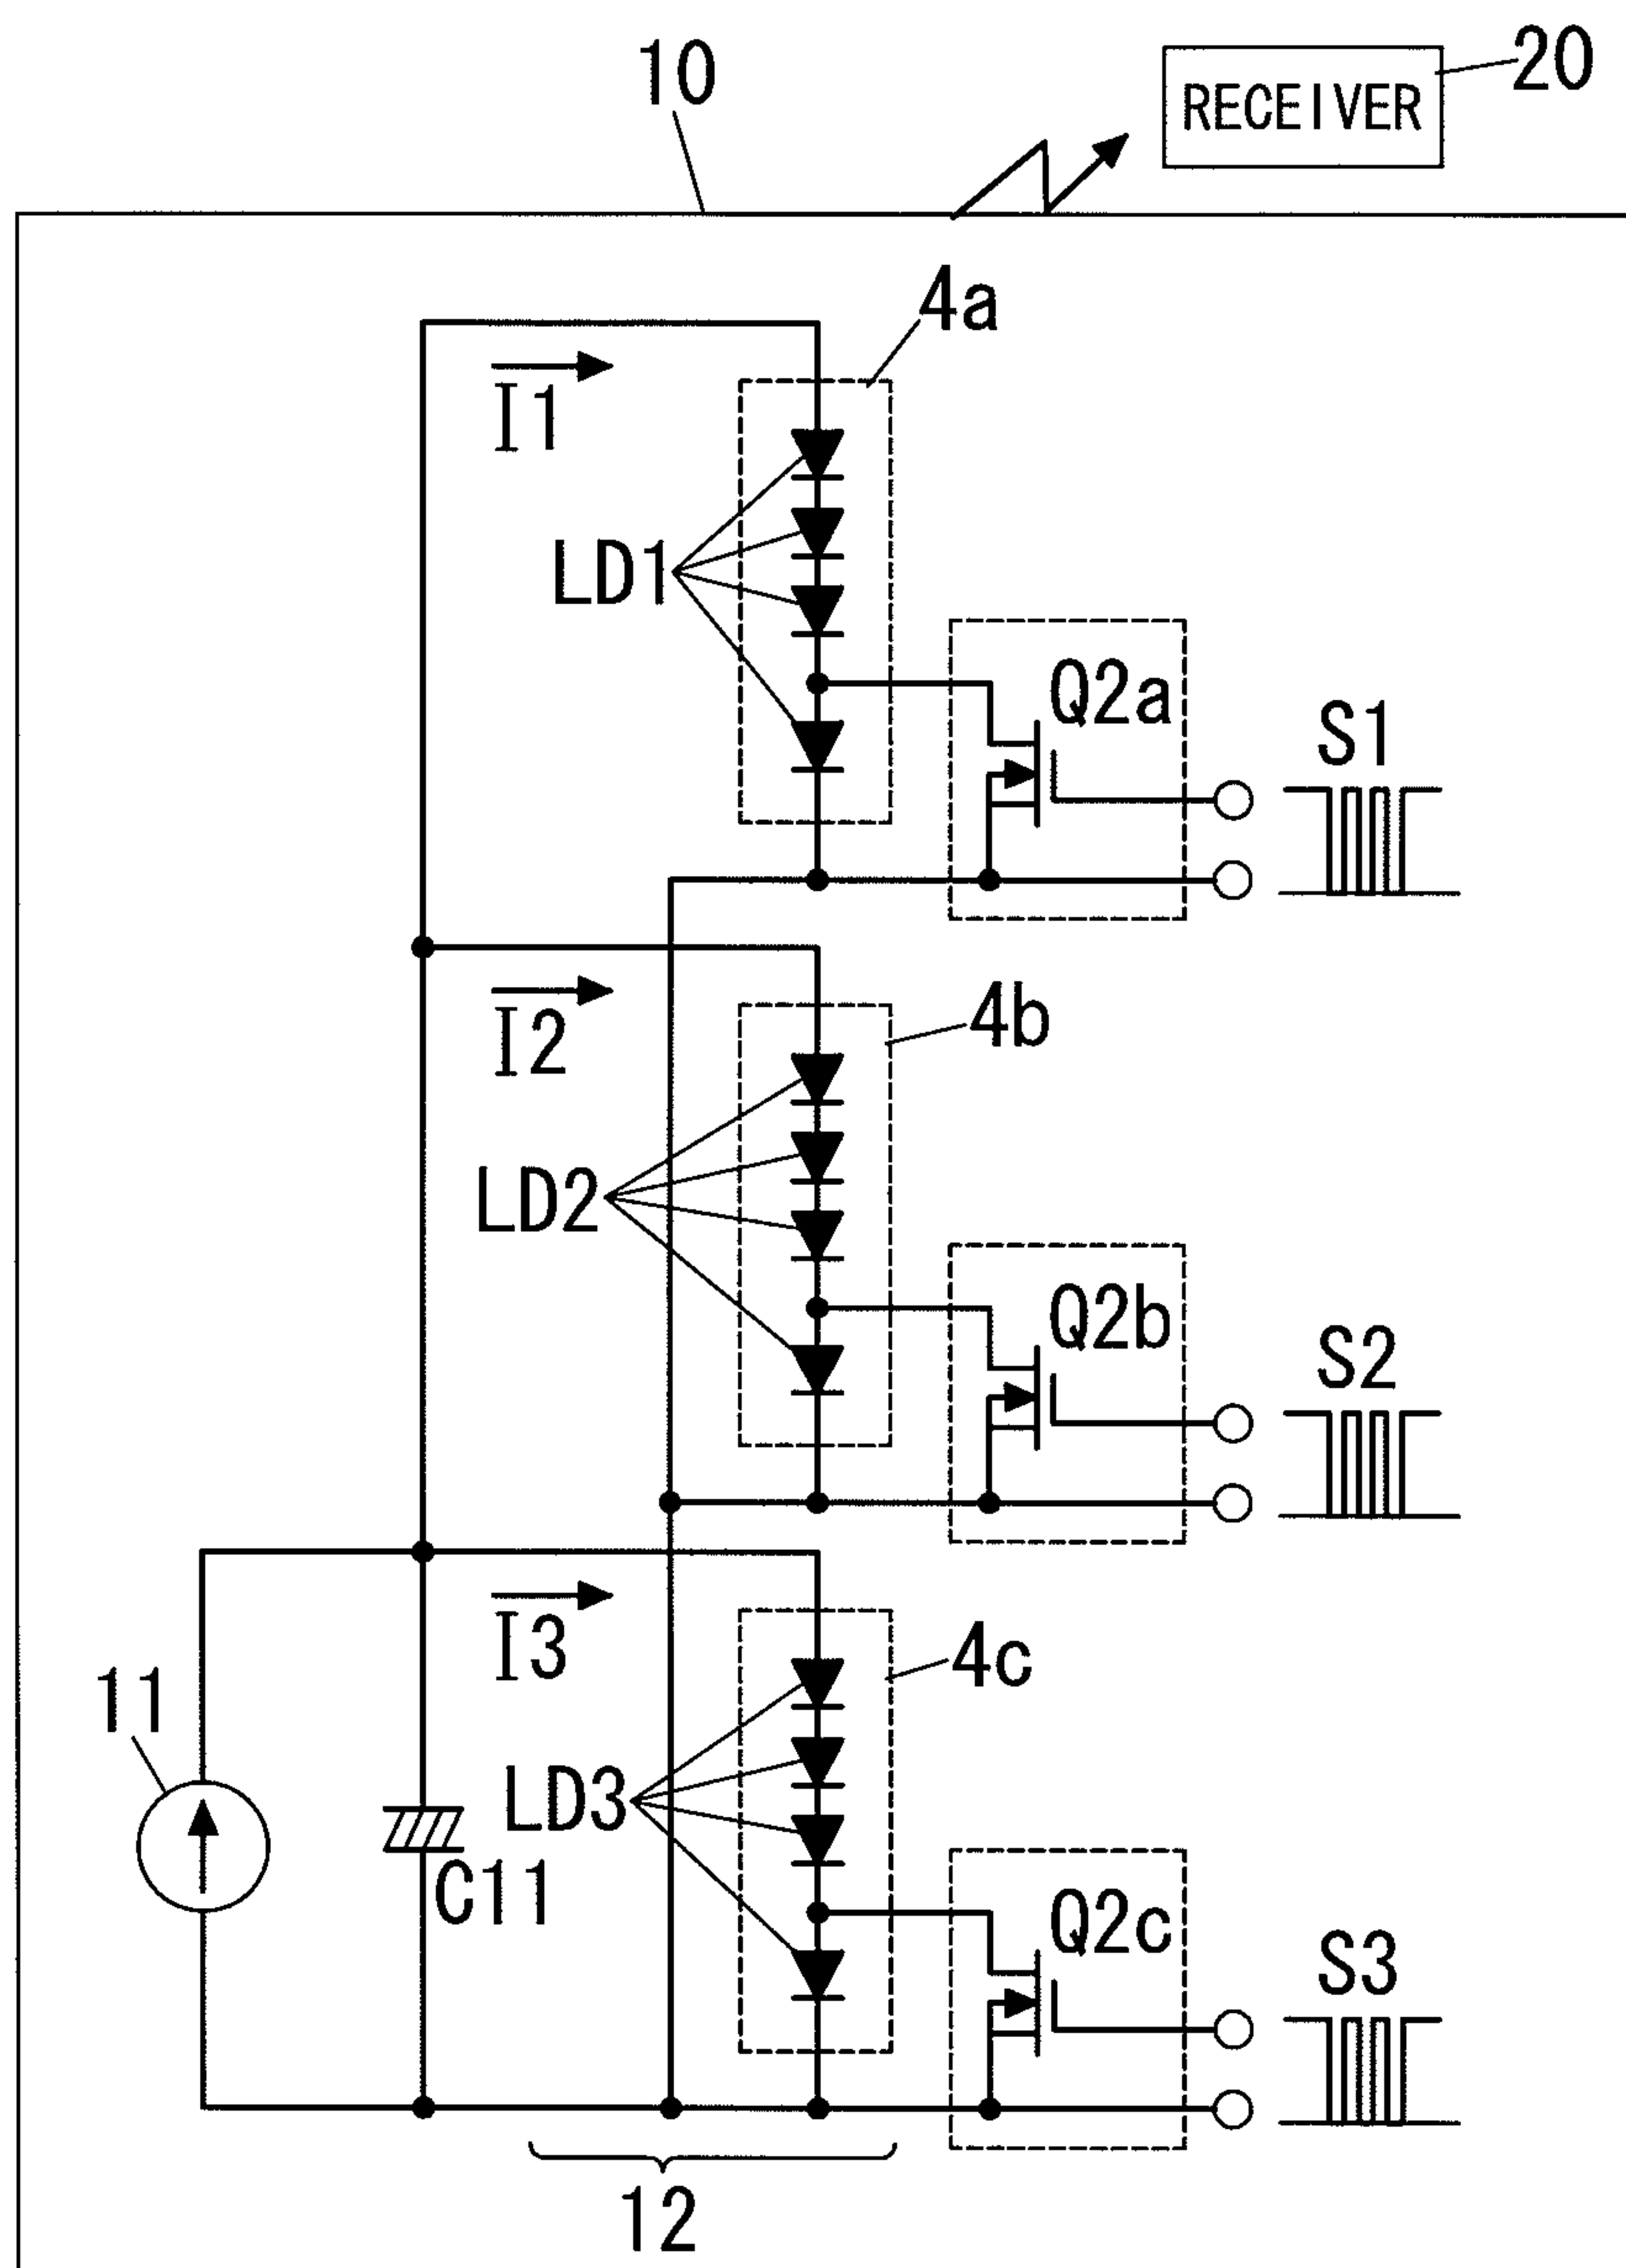 10
20
RECEIVER
4a
I1
LD1
Q2a
S1
I2
4b
LD2
Q2b
S2
I3
4c
11
LD3
C11
Q2c
S3
12